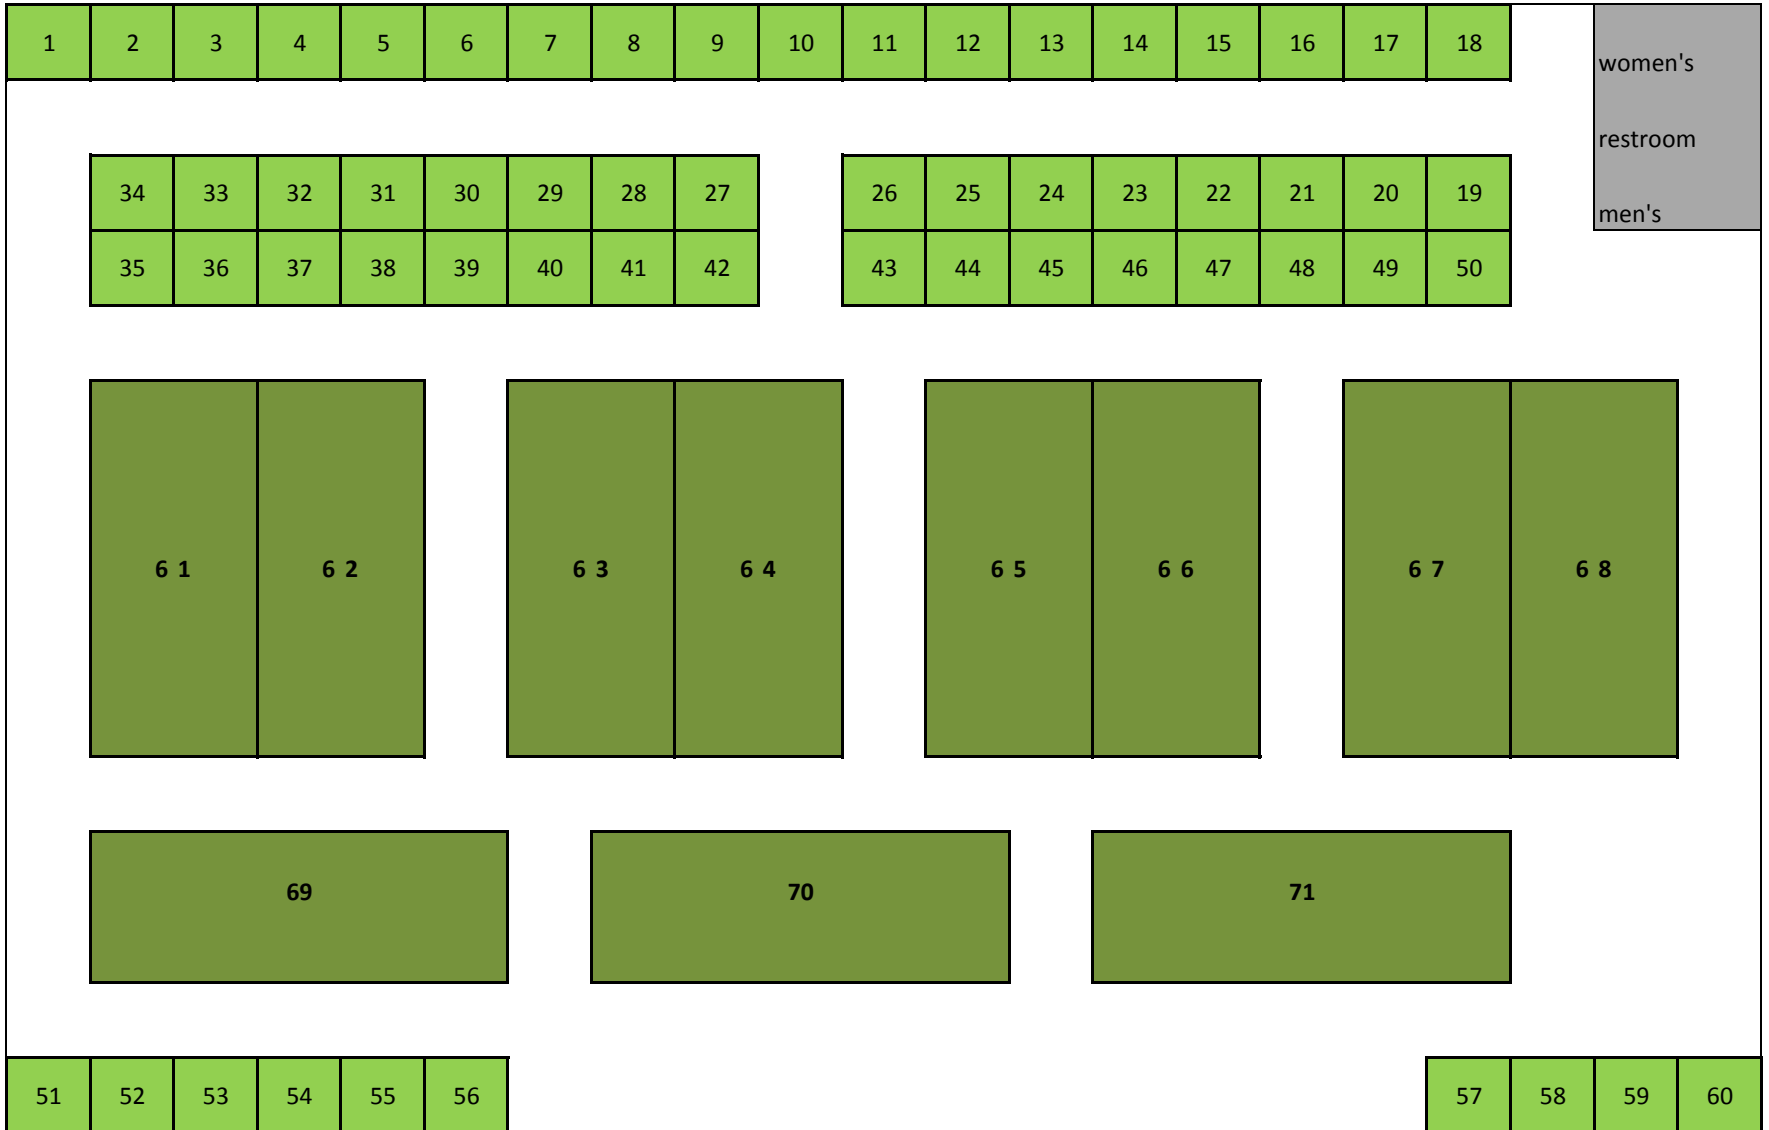 1 2 3 4 5 6 7 8 9 10 11 12 13 14 15 16 17 18
women's
restroom
men's
34 33 32 31 30 29 28 27 26 25 24 23 22 21 20 19
35 36 37 38 39 40 41 42 43 44 45 46 47 48 49 50
6 1 6 2 6 3 6 4 6 5 6 6 6 7 6 8
69 70 71
51 52 53 54 55 56 57 58 59 60